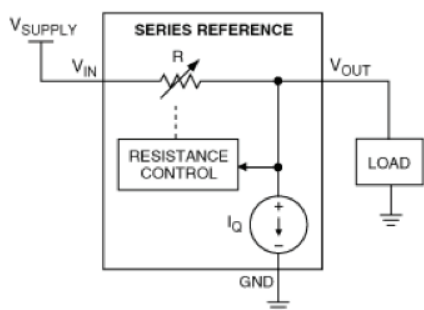 VSUPPLY
SERIES REFERENCE
VIN
R
VOUT
RESISTANCE
CONTROL
LOAD
IQ
+
−
GND